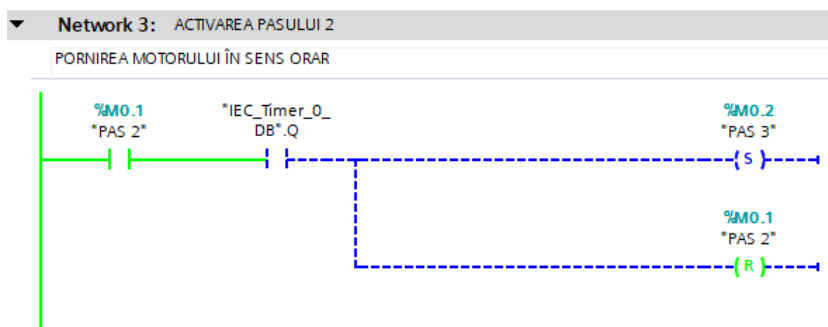 Network 3: ACTIVAREA PASULUI 2
PORNIREA MOTORULUI ÎN SENS ORAR
%M0.1
"PAS 2"
"IEC_Timer_0_
DB".Q
%M0.2
"PAS 3"
S
%M0.1
"PAS 2"
R